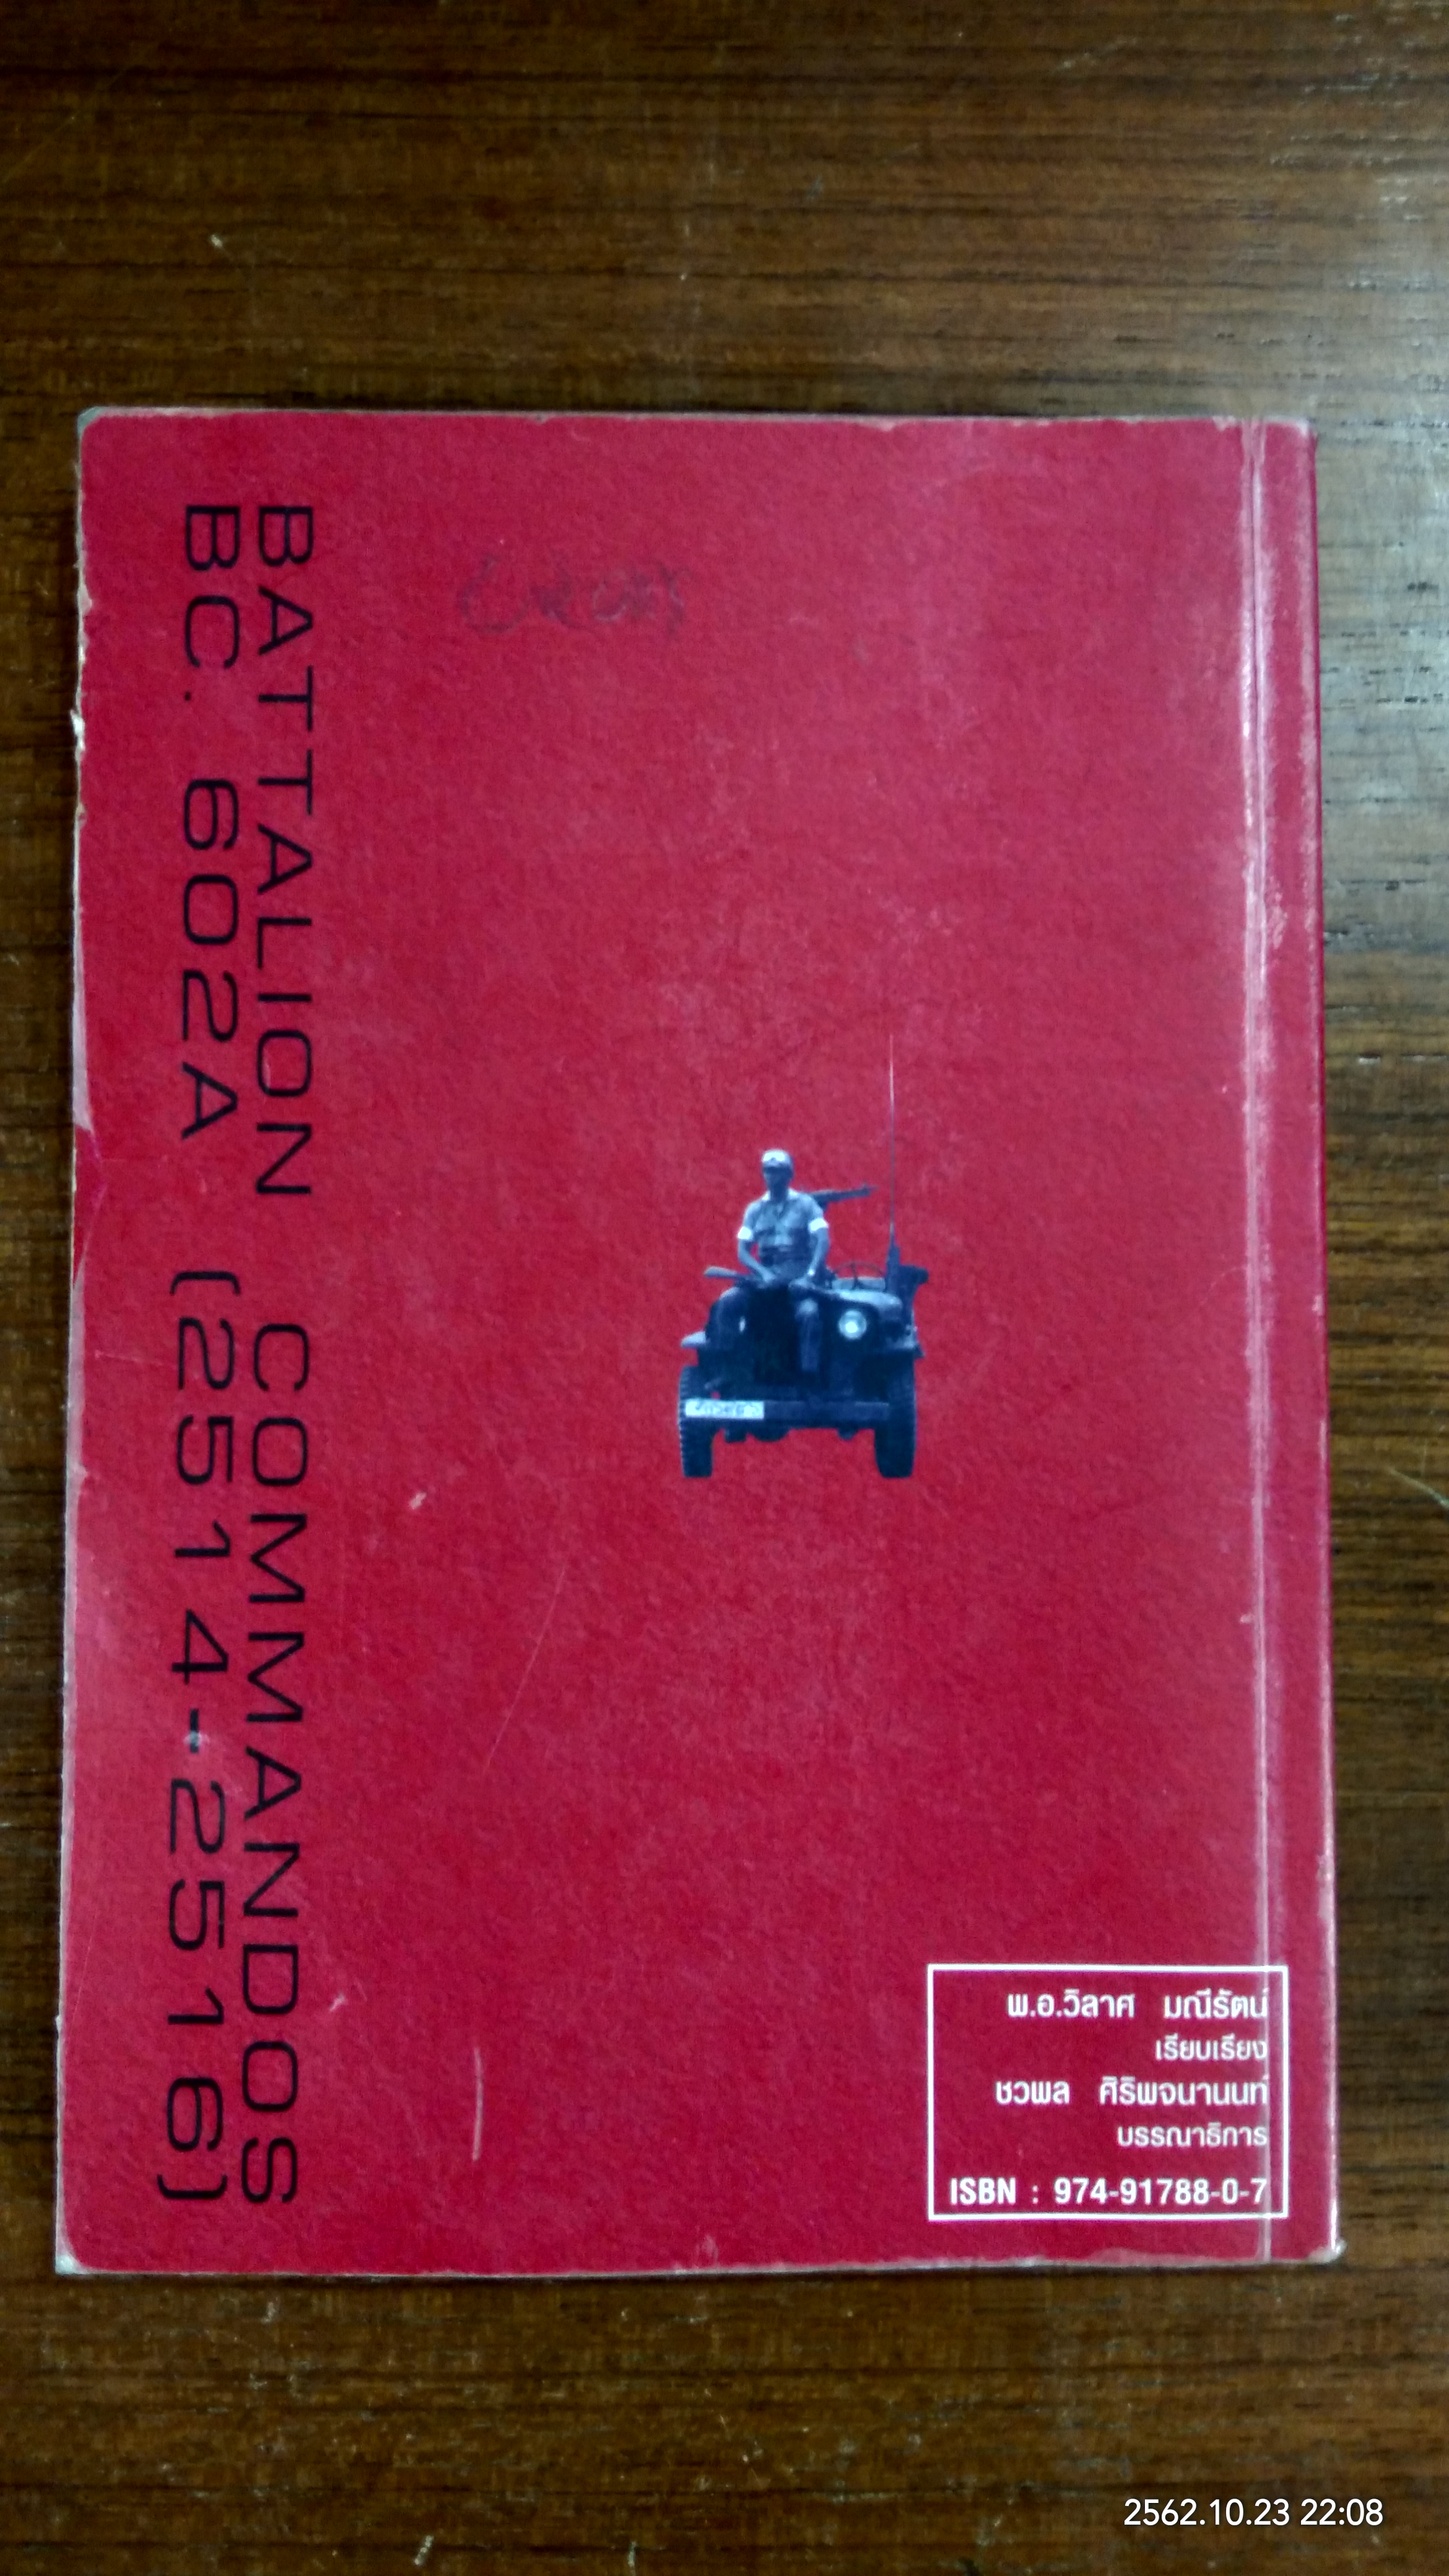 BATTALION COMMANDOS
BC. 602A (2514-2516)
พ.อ.วิลาศ มณีรัตน์
เรียบเรียง
ชวพล ศิริพจนานนท์
บรรณาธิการ
ISBN : 974-91788-0-7
2562.10.23 22:08